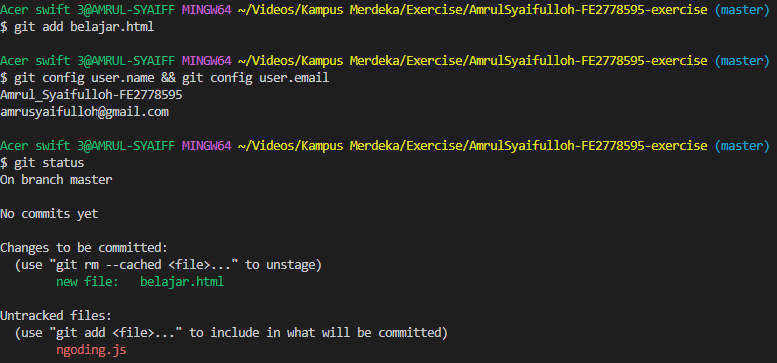 Acer swift 3@AMRUL-SYAIFF MINGW64 ~/Videos/Kampus Merdeka/Exercise/AmrulSyaifulloh-FE2778595-exercise (master)
$ git add belajar.html
Acer swift 3@AMRUL-SYAIFF MINGW64 ~/Videos/Kampus Merdeka/Exercise/AmrulSyaifulloh-FE2778595-exercise (master)
$ git config user.name && git config user.email
Amrul_Syaifulloh-FE2778595
amrusyaifulloh@gmail.com
Acer swift 3@AMRUL-SYAIFF MINGW64 ~/Videos/Kampus Merdeka/Exercise/AmrulSyaifulloh-FE2778595-exercise (master)
$ git status
On branch master
No commits yet
Changes to be committed:
  (use "git rm --cached <file>..." to unstage)
        new file:   belajar.html
Untracked files:
  (use "git add <file>..." to include in what will be committed)
        ngoding.js